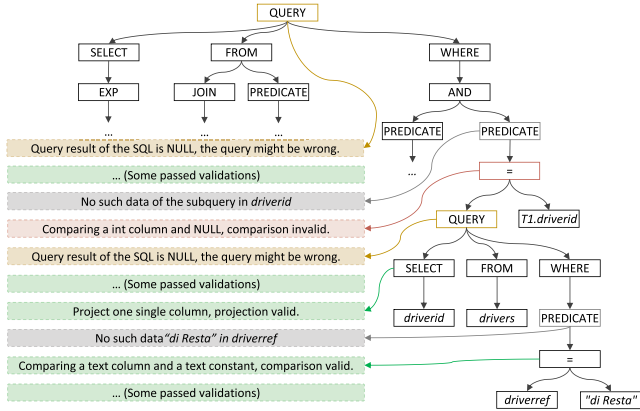 QUERY
SELECT FROM WHERE
EXP JOIN PREDICATE AND
... ... ... PREDICATE PREDICATE
Query result of the SQL is NULL, the query might be wrong.
... =
... (Some passed validations)
No such data of the subquery in driverid
QUERY T1.driverid
Comparing a int column and NULL, comparison invalid.
Query result of the SQL is NULL, the query might be wrong.
SELECT FROM WHERE
... (Some passed validations)
Project one single column, projection valid.
driverid drivers PREDICATE
No such data“di Resta” in driverref
Comparing a text column and a text constant, comparison valid.
=
... (Some passed validations)
driverref "di Resta"